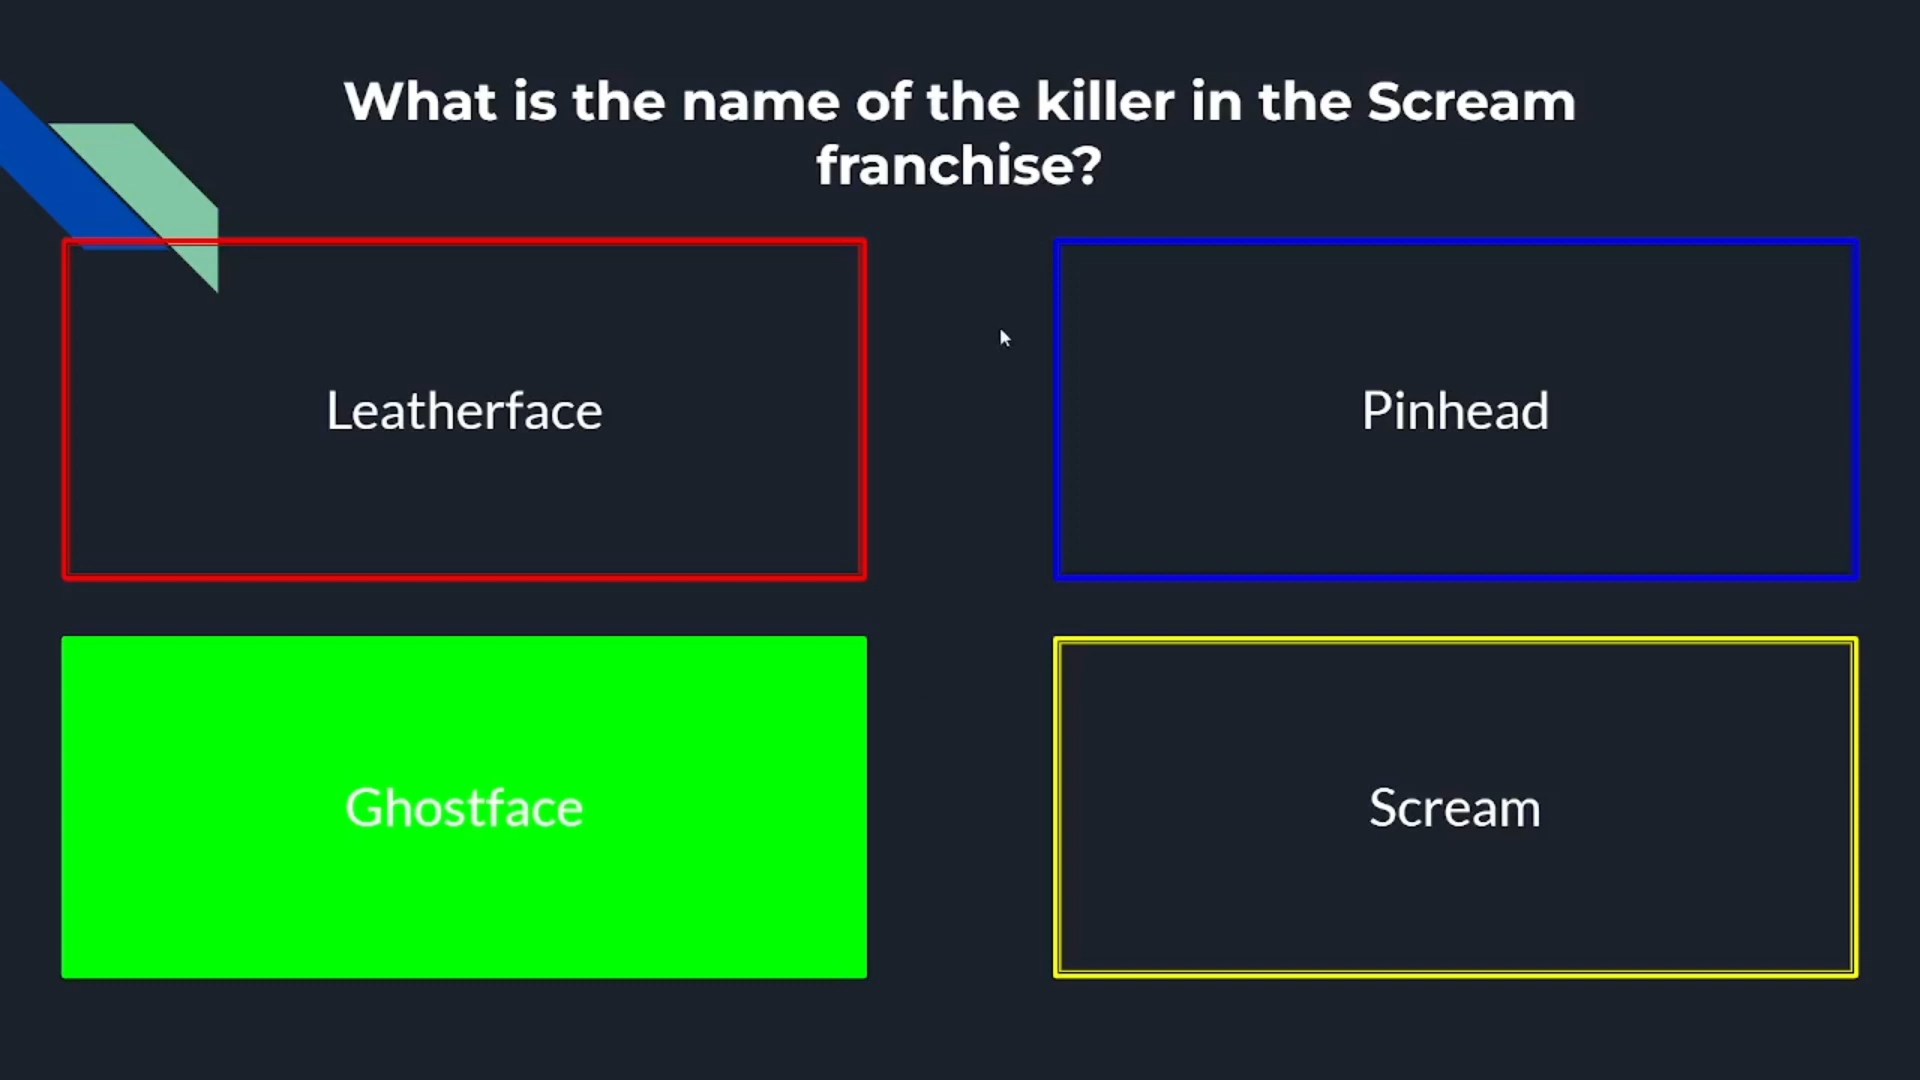 What is the name of the killer in the Scream
franchise?
Leatherface
Pinhead
Ghostface
Scream